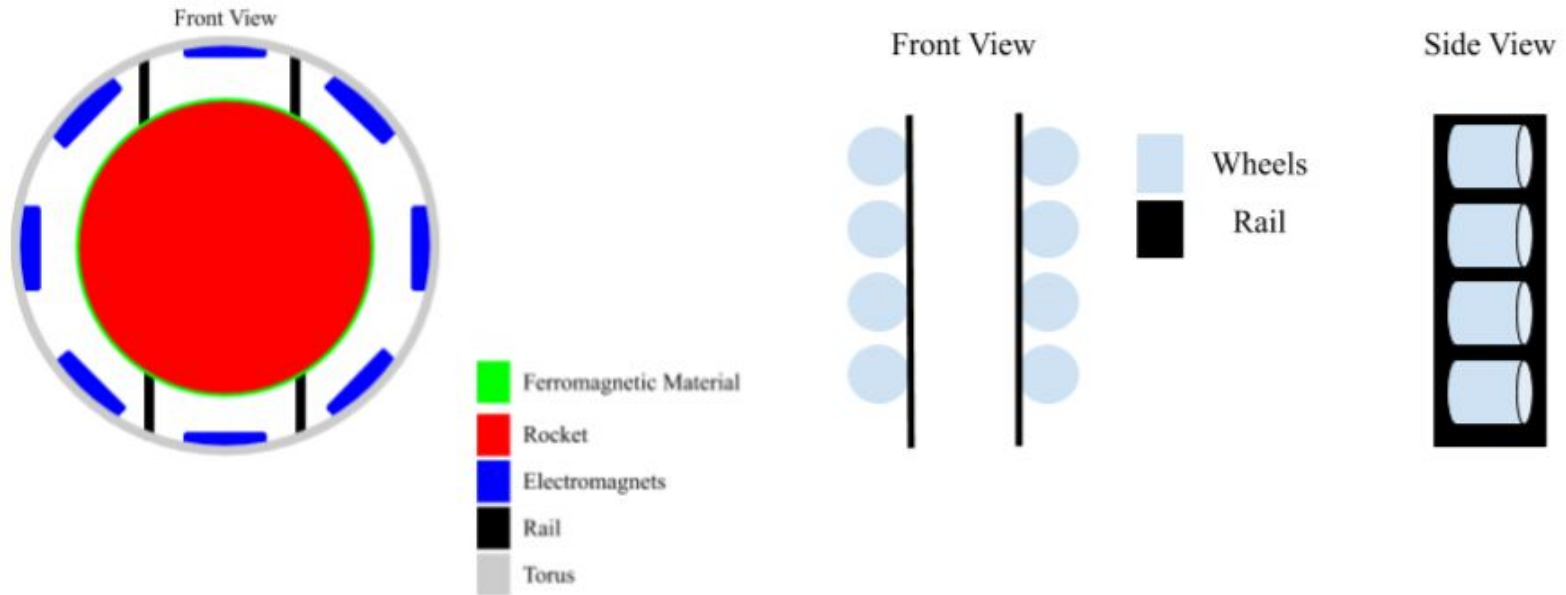 Front View
Ferromagnetic Material
Rocket
Electromagnets
Rail
Torus
Front View
Wheels
Rail
Side View